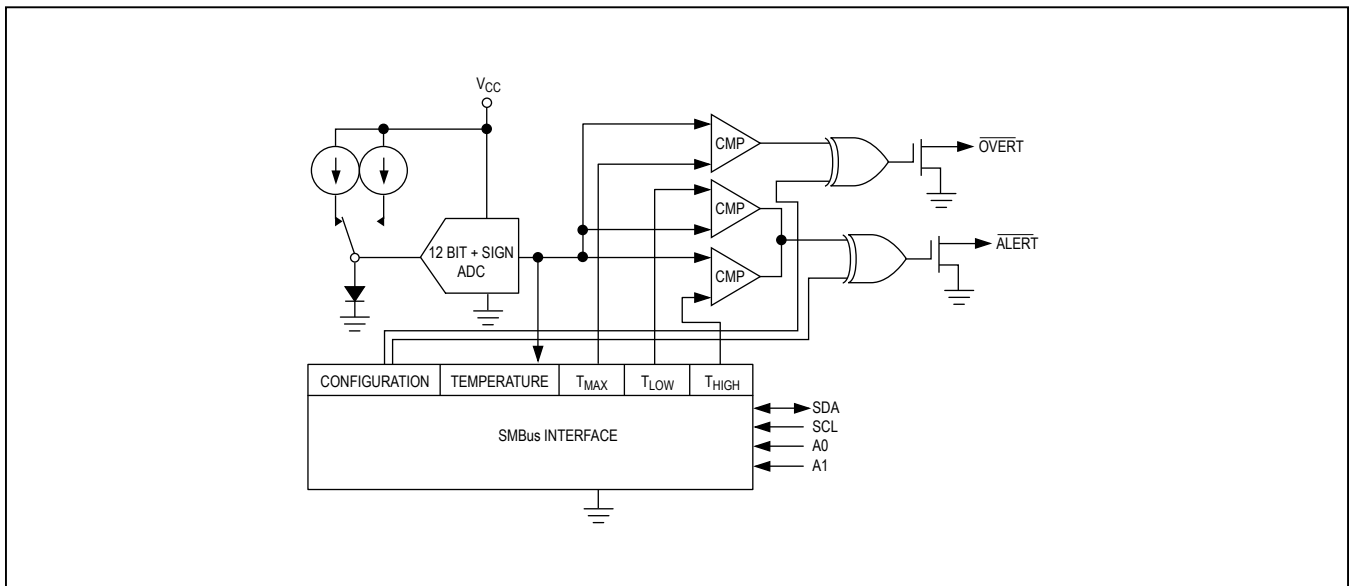 VCC
CMP
OVERT
CMP
ALERT
12 BIT + SIGN
ADC
CMP
CONFIGURATION
TEMPERATURE
TMAX
TLOW
THIGH
SMBus INTERFACE
SDA
SCL
A0
A1